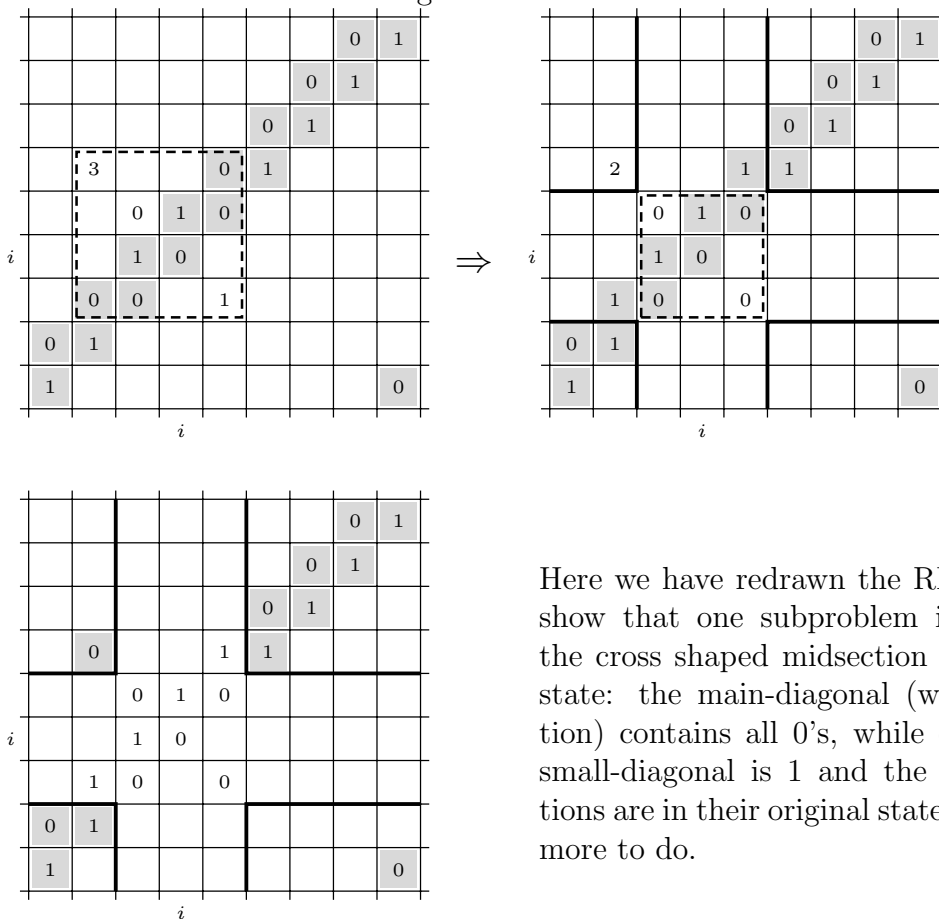 0 1 0 1
0 1 0 1
0 1 0 1
3 0 1 2 1 1
0 1 0 0 1 0
i 1 0 ⇒ i 1 0
0 0 1 1 0 0
0 1 0 1
1 0 1 0
i i
0 1
0 1
0 1
0 1 1
0 1 0
i 1 0
1 0 0
0 1
1 0
i
Here we have redrawn the
show that one subproblem
the cross shaped midsection
state: the main-diagonal
tion) contains all 0's, while
small-diagonal is 1 and the
tions are in their original state
more to do.